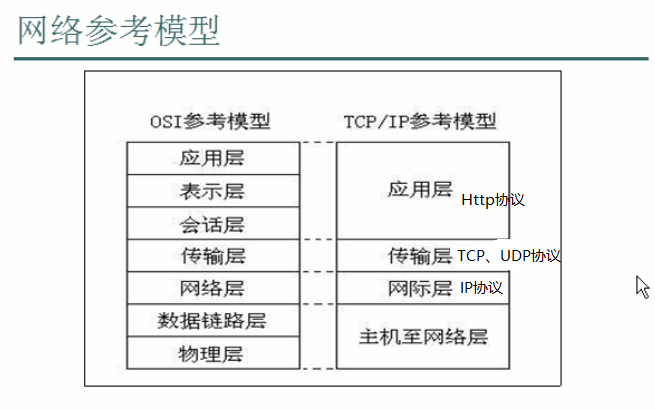 网络参考模型
OSI参考模型 TCP/IP参考模型
应用层
表示层
会话层
传输层
网络层
数据链路层
物理层
应用层 Http协议
传输层 TCP、UDP协议
网际层 IP协议
主机至网络层